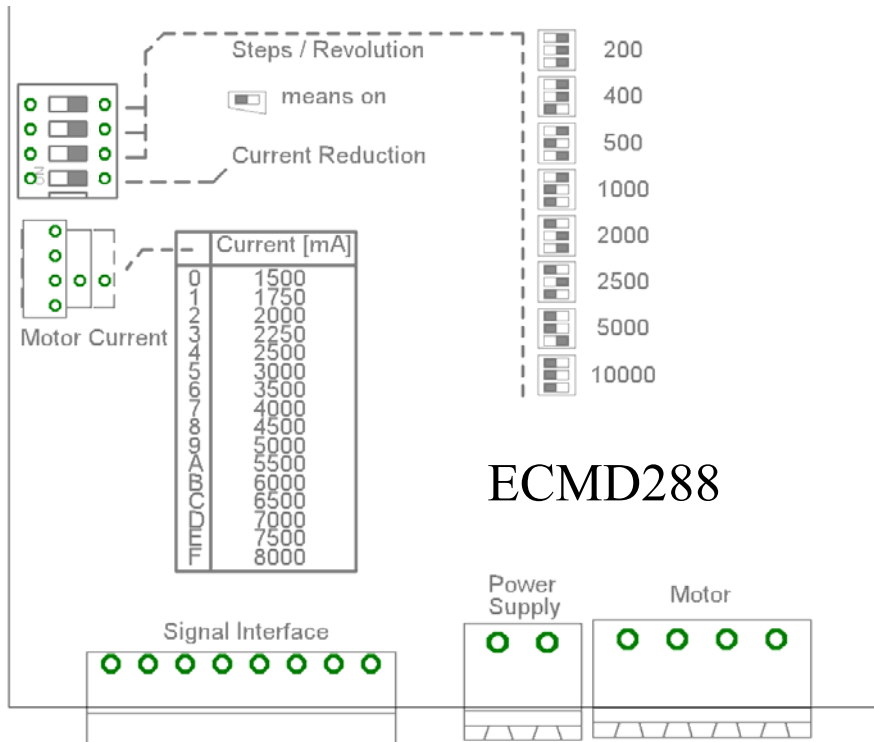 Steps / Revolution
means on
Current Reduction
ON
Motor Current
Current [mA]
0 1500
1 1750
2 2000
3 2250
4 2500
5 3000
6 3500
7 4000
8 4500
9 5000
A 5500
B 6000
C 6500
D 7000
E 7500
F 8000
200
400
500
1000
2000
2500
5000
10000
ECMD288
Signal Interface
Power
Supply
Motor